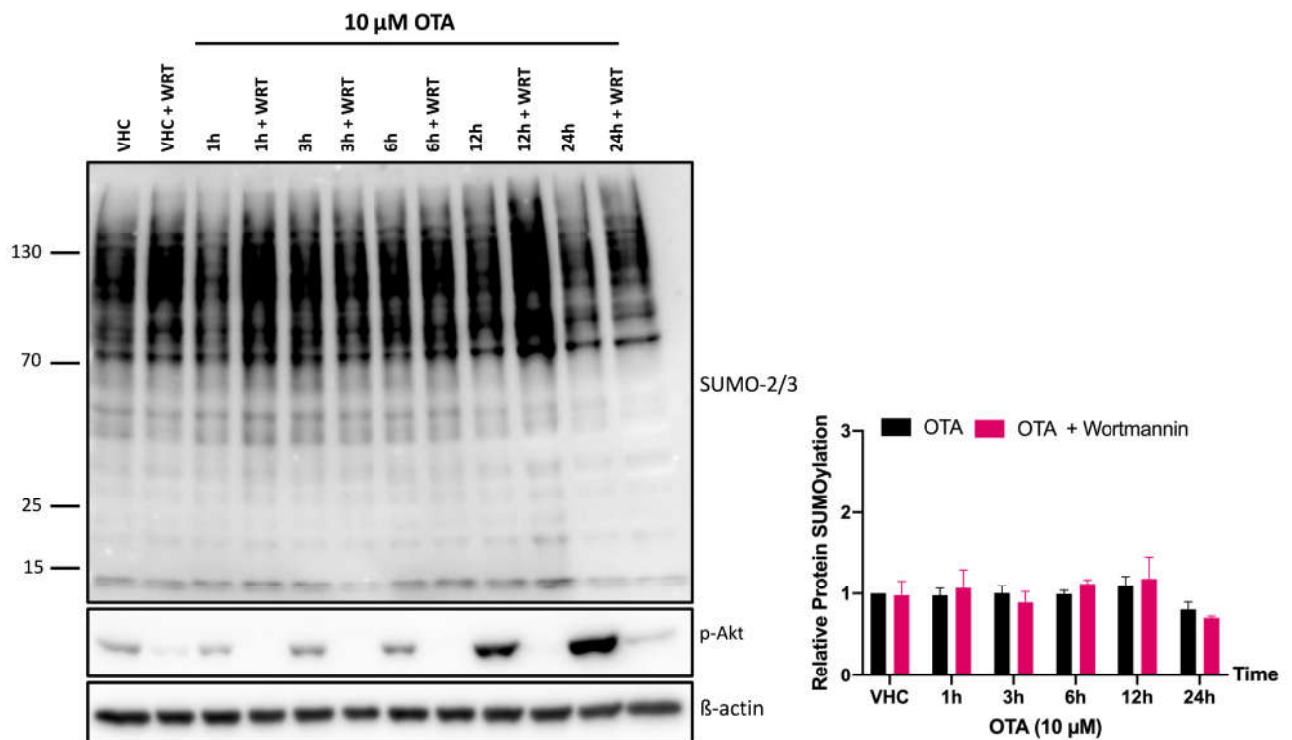 10 µM OTA
VHC
VHC + WRT
1h
1h + WRT
3h
3h + WRT
6h
6h + WRT
12h
12h + WRT
24h
24h + WRT
130
70
25
15
SUMO-2/3
p-Akt
ß-actin
OTA
OTA + Wortmannin
Relative Protein SUMOylation
3
2
1
0
Time
VHC 1h 3h 6h 12h 24h
OTA (10 µM)